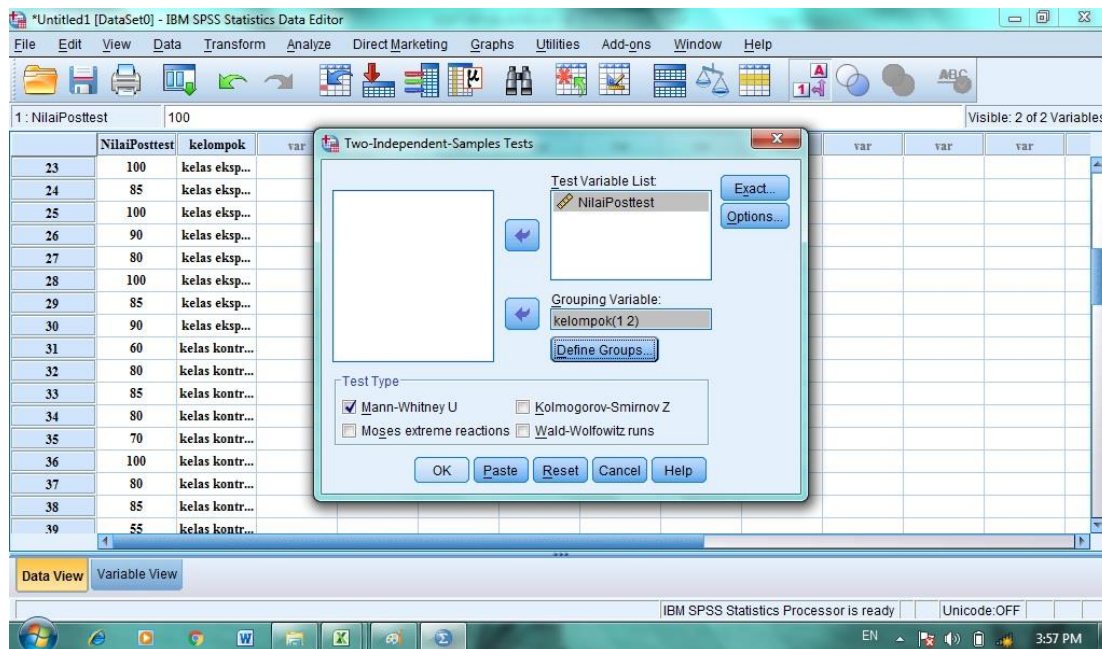 *Untitled1 [DataSet0] - IBM SPSS Statistics Data Editor
File Edit View Data Transform Analyze Direct Marketing Graphs Utilities Add-ons Window Help
1 : NilaiPosttest 100 Visible: 2 of 2 Variables
NilaiPosttest kelompok var var var var
23 100 kelas eksp...
24 85 kelas eksp...
25 100 kelas eksp...
26 90 kelas eksp...
27 80 kelas eksp...
28 100 kelas eksp...
29 85 kelas eksp...
30 90 kelas eksp...
31 60 kelas kontr...
32 80 kelas kontr...
33 85 kelas kontr...
34 80 kelas kontr...
35 70 kelas kontr...
36 100 kelas kontr...
37 80 kelas kontr...
38 85 kelas kontr...
39 55 kelas kontr...
Two-Independent-Samples Tests
Test Variable List:
NilaiPosttest
Exact...
Options...
Grouping Variable:
kelompok(1 2)
Define Groups...
Test Type
Mann-Whitney U Kolmogorov-Smirnov Z
Moses extreme reactions Wald-Wolfowitz runs
OK Paste Reset Cancel Help
Data View Variable View
IBM SPSS Statistics Processor is ready Unicode:OFF
EN 3:57 PM